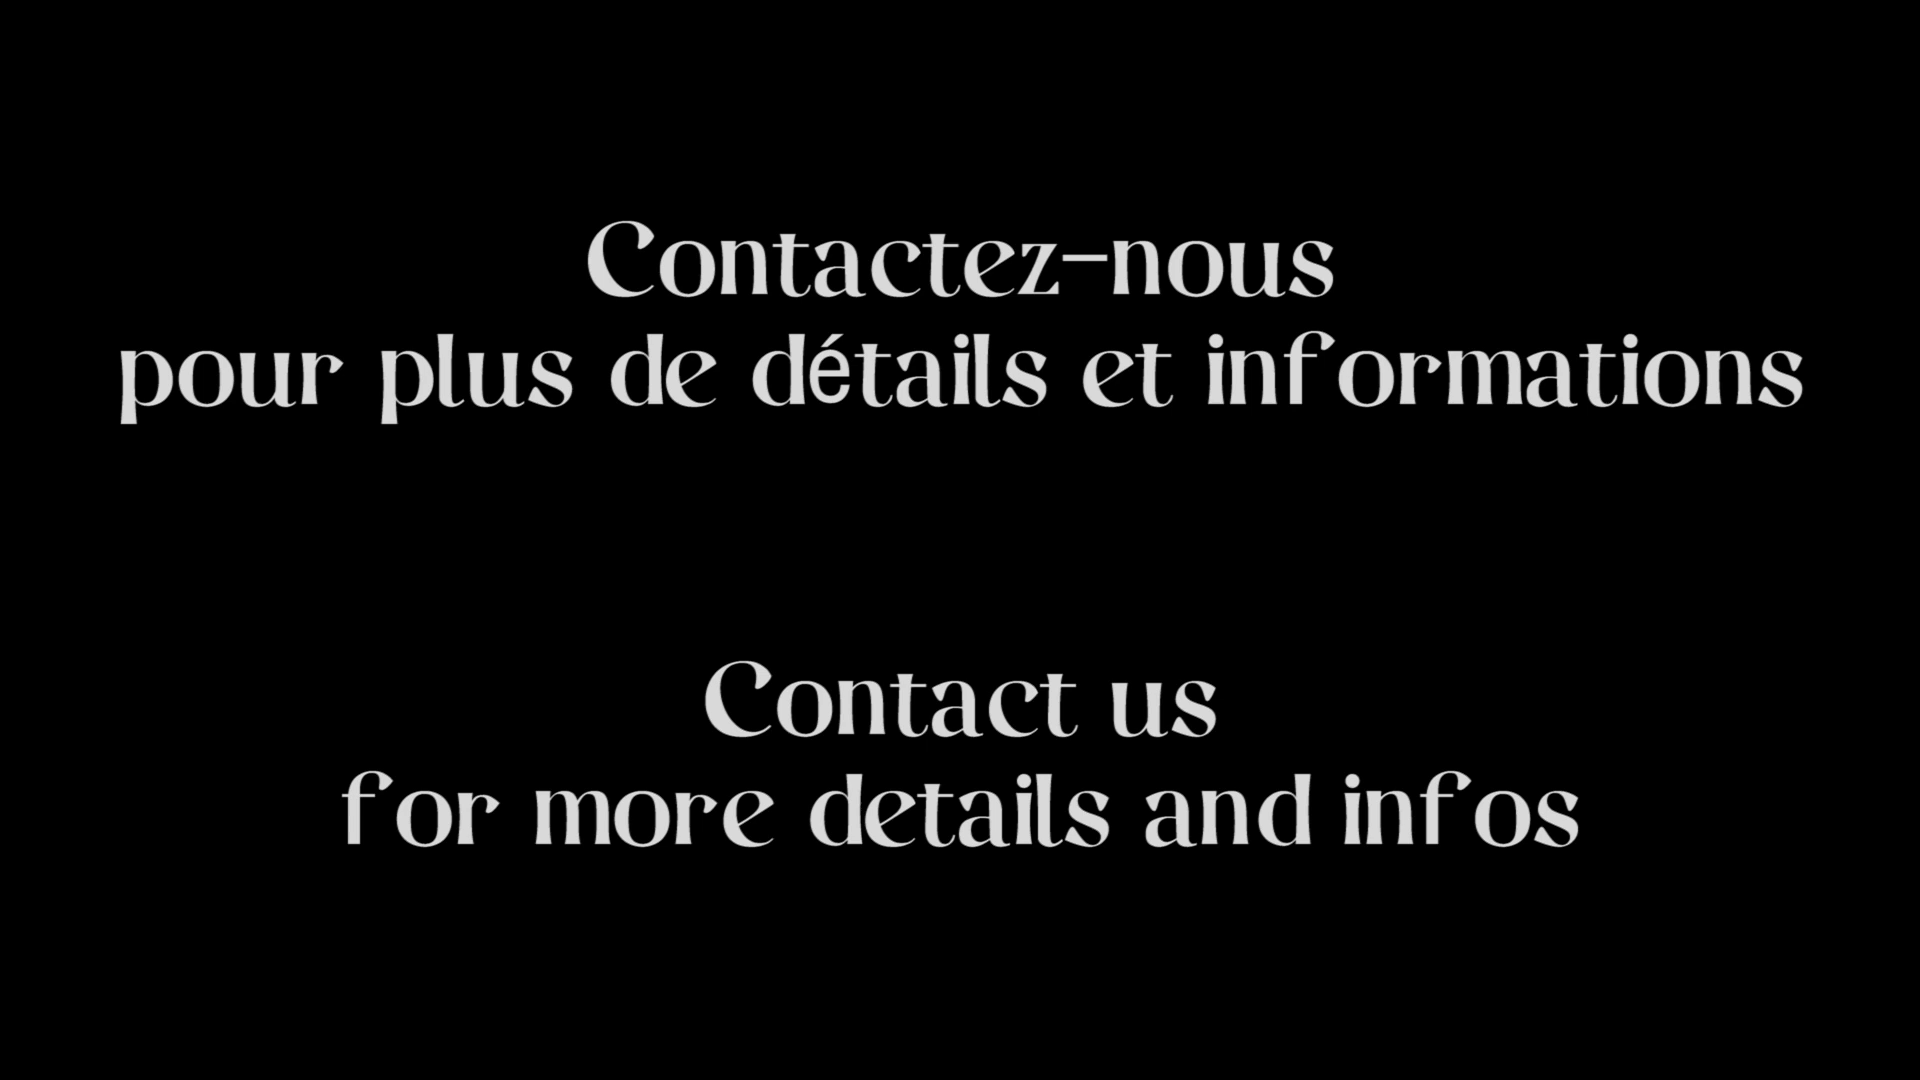 Contactez-nous
pour plus de détails et informations
Contact us
for more details and infos